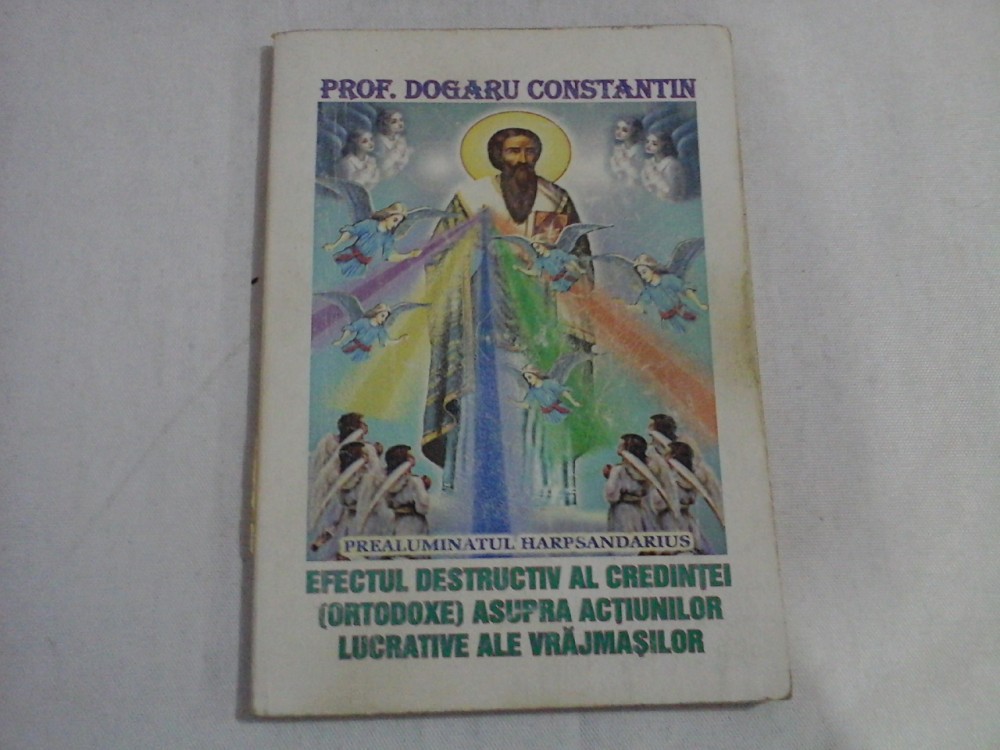 PROF. DOGARU CONSTANTIN
PREALUMINATUL HARPSANDARIUS
EFECTUL DESTRUCTIV AL CREDINȚEI
(ORTODOXE) ASUPRA ACȚIUNILOR
LUCRATIVE ALE VRĂJMAȘILOR